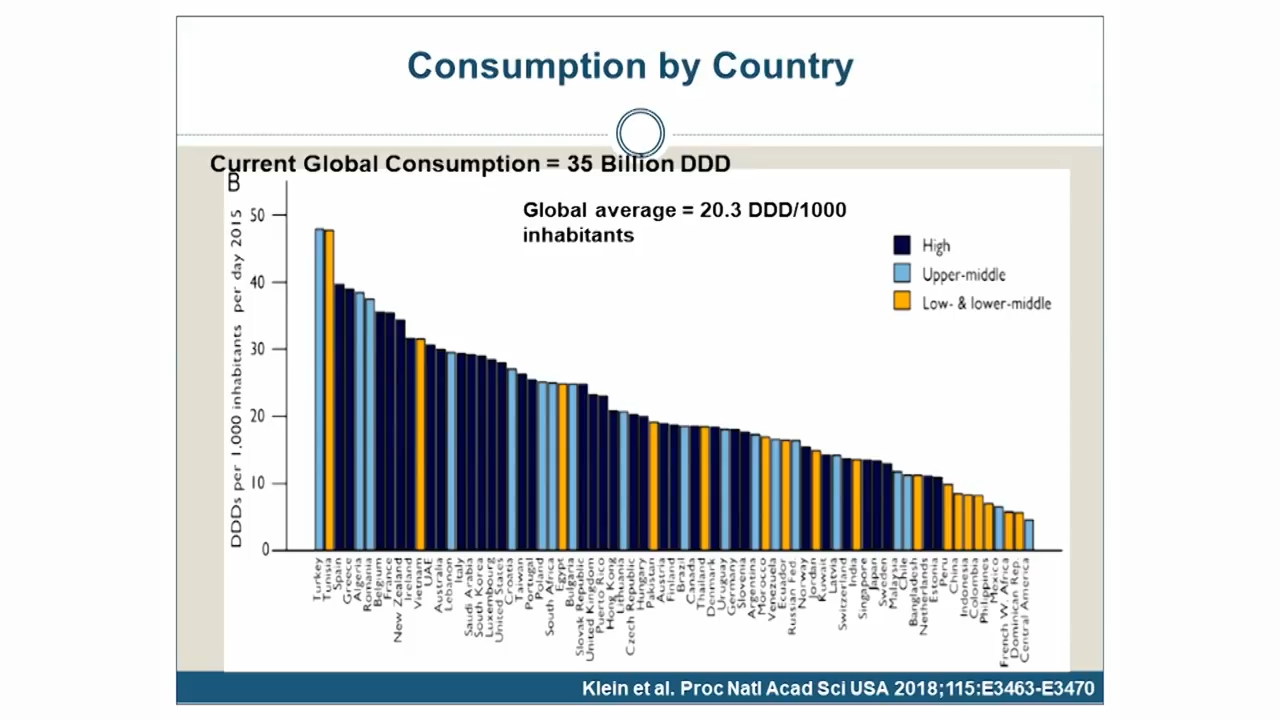 Consumption by Country
Current Global Consumption = 35 Billion DDD
B
Global average = 20.3 DDD/1000
inhabitants
DDDs per 1,000 inhabitants per day 2015
50
40
30
20
10
0
High
Upper-middle
Low- & lower-middle
Turkey
Tunisia
Spain
Greece
Algeria
Romania
Belgium
France
New Zealand
Ireland
Vietnam
UAE
Australia
Lebanon
Italy
Saudi Arabia
South Korea
Luxembourg
United States
Croatia
Taiwan
Portugal
Poland
South Africa
Egypt
Bulgaria
Slovak Republic
United Kingdom
Puerto Rico
Hong Kong
Lithuania
Czech Republic
Hungary
Pakistan
Austria
Finland
Brazil
Canada
Thailand
Denmark
Uruguay
Germany
Slovenia
Argentina
Morocco
Venezuela
Ecuador
Russian Fed.
Norway
Jordan
Kuwait
Latvia
Switzerland
India
Singapore
Japan
Sweden
Malaysia
Chile
Bangladesh
Netherlands
Estonia
Peru
China
Indonesia
Colombia
Philippines
Mexico
French W. Africa
Dominican Rep.
Central America
Klein et al. Proc Natl Acad Sci USA 2018;115:E3463-E3470